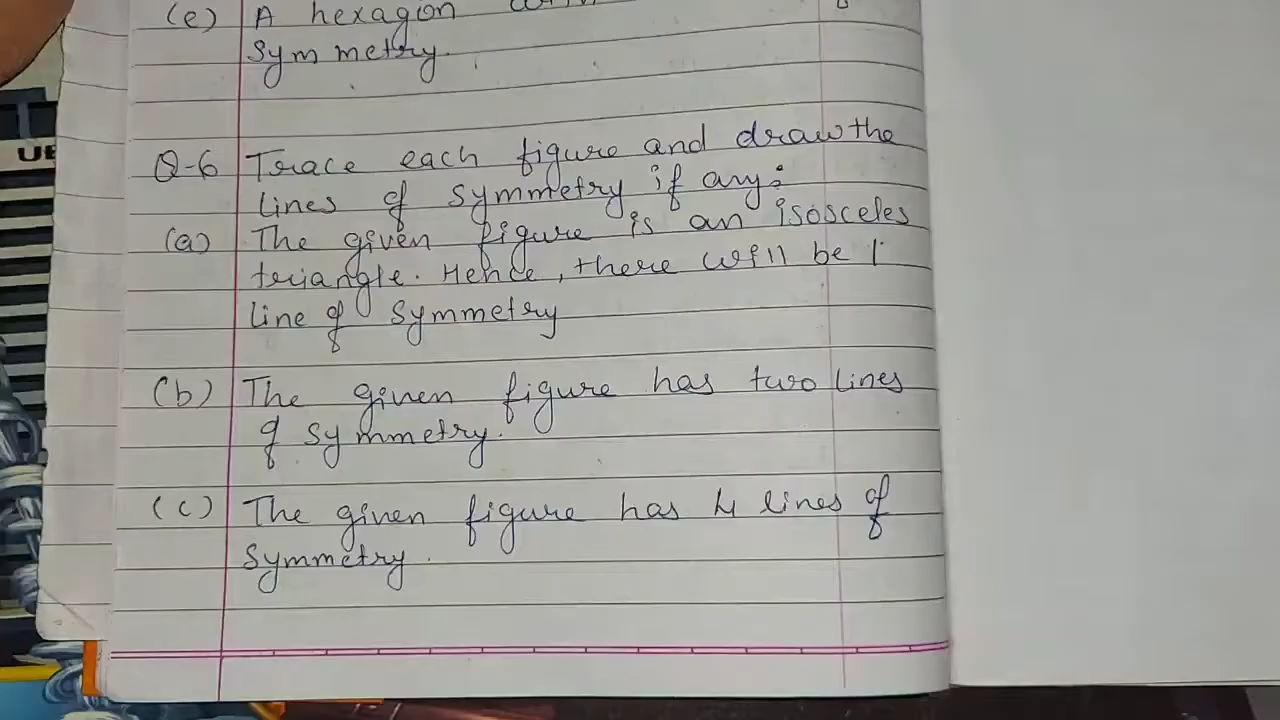 (e) A hexagon
Symmetry.
UE
Q-6 Trace each figure and draw the
lines of symmetry if any:
(a) The given figure is an isosceles
triangle. Hence, there will be 1
line of Symmetry
(b) The given figure has two lines
of symmetry.
(c) The given figure has 4 lines of
Symmetry.